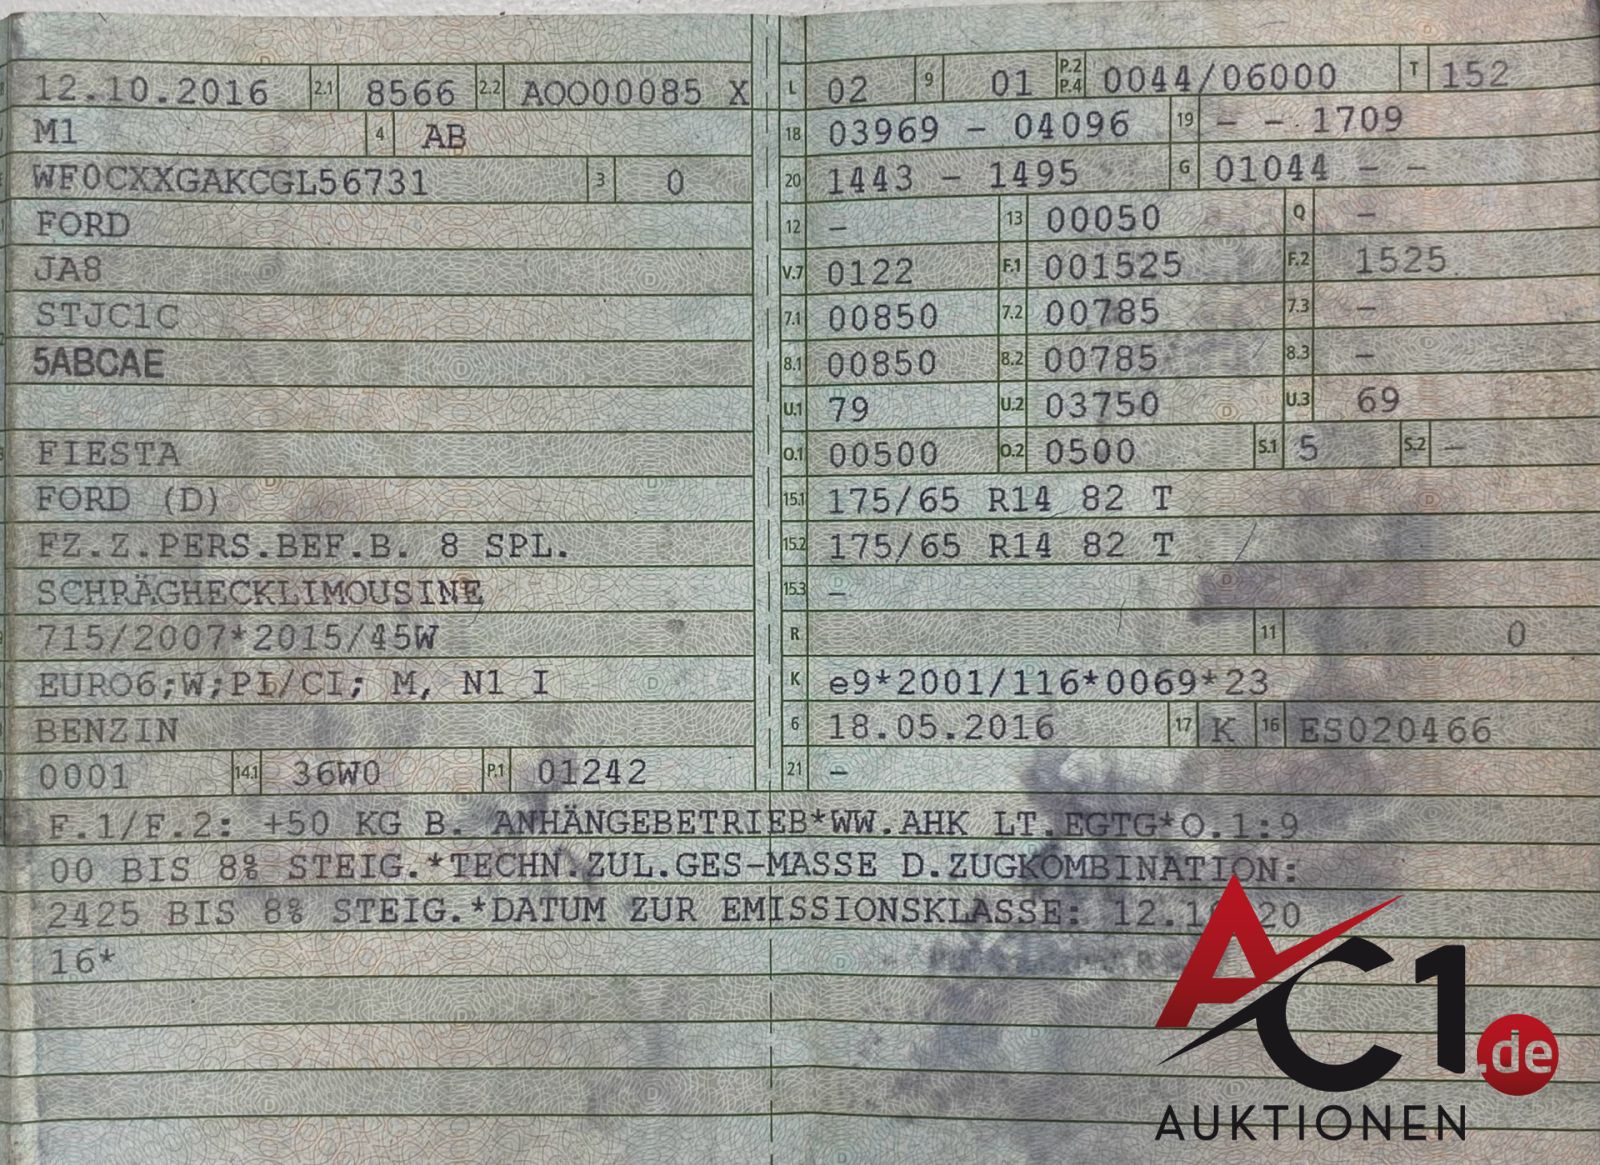 12.10.2016 2.1 8566 2.2 AOO00085 X L 02 9 01 P.2 P.4 0044/06000 T 152
M1 4 AB 18 03969 - 04096 19 - - 1709
WF0CXXGAKCGL56731 3 0 20 1443 - 1495 G 01044 - -
FORD 12 - 13 00050 Q -
JA8 V.7 0122 F.1 001525 F.2 1525
STJC1C 7.1 00850 7.2 00785 7.3 -
5ABCAE 8.1 00850 8.2 00785 8.3 -
U.1 79 U.2 03750 U.3 69
FIESTA O.1 00500 O.2 0500 S.1 5 S.2 -
FORD (D) 15.1 175/65 R14 82 T
FZ.Z.PERS.BEF.B. 8 SPL. 15.2 175/65 R14 82 T
SCHRÄGHECKLIMOUSINE 15.3 -
715/2007*2015/45W R 11 0
EURO6;W;PI/CI; M, N1 I K e9*2001/116*0069*23
BENZIN 6 18.05.2016 17 K 16 ES020466
0001 14.1 36W0 P.1 01242 21 -
F.1/F.2: +50 KG B. ANHÄNGEBETRIEB*WW.AHK LT.EGTG*O.1:9
00 BIS 8% STEIG.*TECHN.ZUL.GES-MASSE D.ZUGKOMBINATION:
2425 BIS 8% STEIG.*DATUM ZUR EMISSIONSKLASSE: 12.10.20
16*
AC1.de
AUKTIONEN